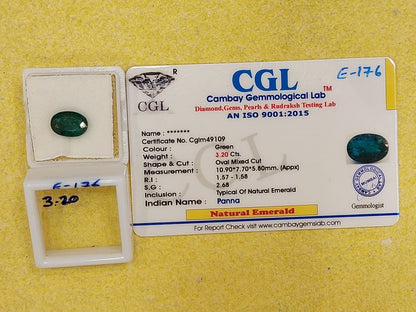 R
CGL
CGL™
E-176
Cambay Gemmological Lab
Diamond, Gems, Pearls & Rudraksh Testing Lab
AN ISO 9001:2015
Name : *******
Certificate No. Cglm49109
Colour : Green
Weight : 3.20 Cts.
Shape & Cut : Oval Mixed Cut
Measurement : 10.90*7.70*5.80mm. (Appx)
R.I : 1.57 - 1.58
S.G : 2.68
Inclusion : Typical Of Natural Emerald
Indian Name : Panna
Gemmologist
Natural Emerald
For Report Check Visit : www.cambaygemslab.com
E-176
3.20